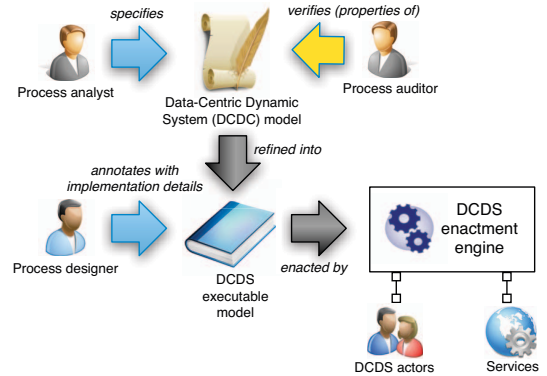 specifies
verifies (properties of)
Process analyst
Process auditor
Data-Centric Dynamic
System (DCDC) model
annotates with
implementation details
refined into
DCDS
enactment
engine
Process designer
enacted by
DCDS
executable
model
DCDS actors
Services